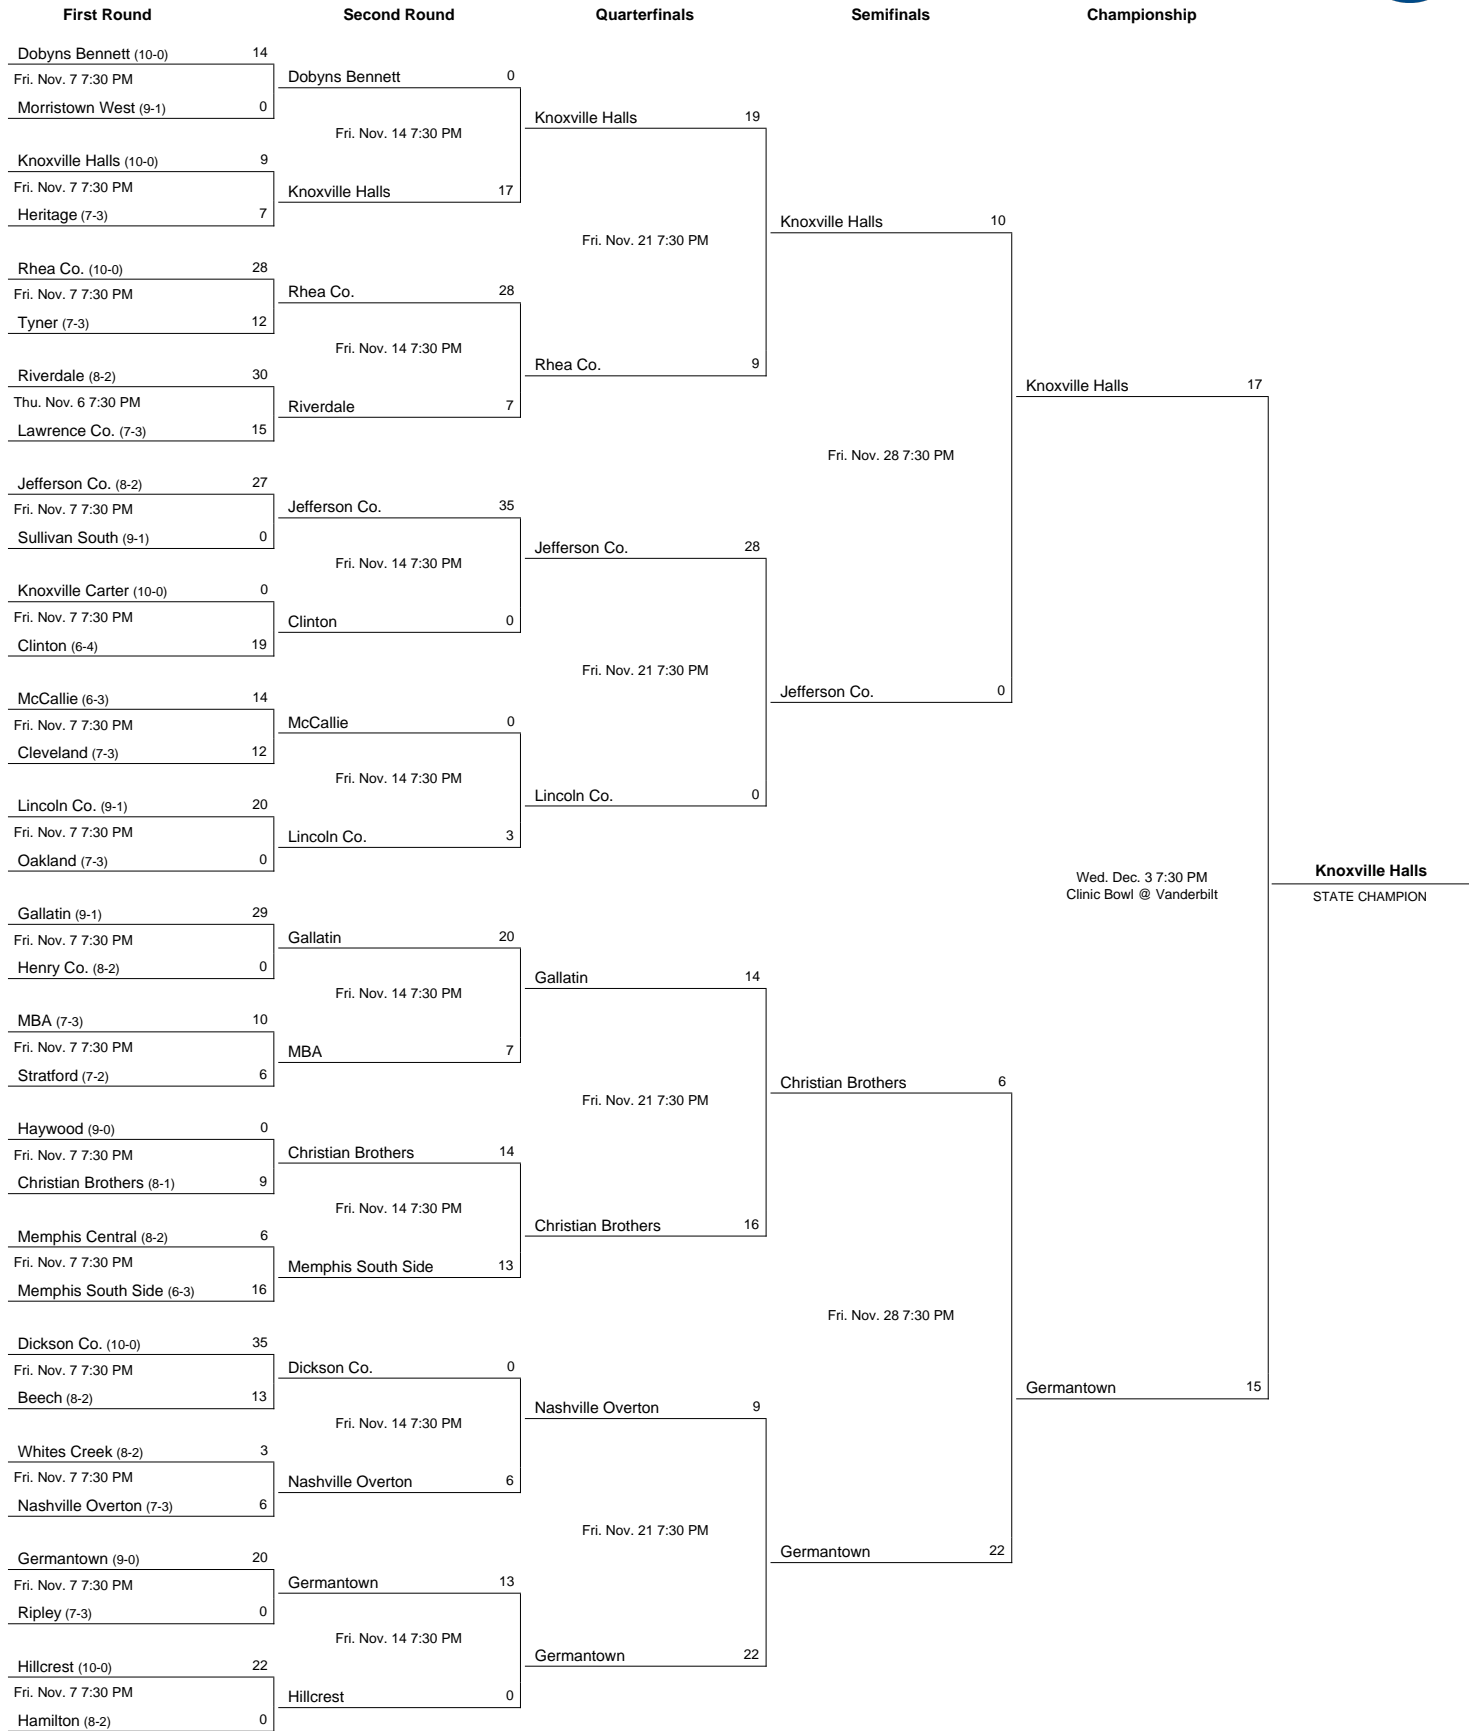 First Round Second Round Quarterfinals Semifinals Championship
Dobyns Bennett (10-0) 14
Fri. Nov. 7 7:30 PM
Morristown West (9-1) 0
Knoxville Halls (10-0) 9
Fri. Nov. 7 7:30 PM
Heritage (7-3) 7
Rhea Co. (10-0) 28
Fri. Nov. 7 7:30 PM
Tyner (7-3) 12
Riverdale (8-2) 30
Thu. Nov. 6 7:30 PM
Lawrence Co. (7-3) 15
Jefferson Co. (8-2) 27
Fri. Nov. 7 7:30 PM
Sullivan South (9-1) 0
Knoxville Carter (10-0) 0
Fri. Nov. 7 7:30 PM
Clinton (6-4) 19
McCallie (6-3) 14
Fri. Nov. 7 7:30 PM
Cleveland (7-3) 12
Lincoln Co. (9-1) 20
Fri. Nov. 7 7:30 PM
Oakland (7-3) 0
Gallatin (9-1) 29
Fri. Nov. 7 7:30 PM
Henry Co. (8-2) 0
MBA (7-3) 10
Fri. Nov. 7 7:30 PM
Stratford (7-2) 6
Haywood (9-0) 0
Fri. Nov. 7 7:30 PM
Christian Brothers (8-1) 9
Memphis Central (8-2) 6
Fri. Nov. 7 7:30 PM
Memphis South Side (6-3) 16
Dickson Co. (10-0) 35
Fri. Nov. 7 7:30 PM
Beech (8-2) 13
Whites Creek (8-2) 3
Fri. Nov. 7 7:30 PM
Nashville Overton (7-3) 6
Germantown (9-0) 20
Fri. Nov. 7 7:30 PM
Ripley (7-3) 0
Hillcrest (10-0) 22
Fri. Nov. 7 7:30 PM
Hamilton (8-2) 0
Dobyns Bennett 0
Fri. Nov. 14 7:30 PM
Knoxville Halls 17
Rhea Co. 28
Fri. Nov. 14 7:30 PM
Riverdale 7
Jefferson Co. 35
Fri. Nov. 14 7:30 PM
Clinton 0
McCallie 0
Fri. Nov. 14 7:30 PM
Lincoln Co. 3
Gallatin 20
Fri. Nov. 14 7:30 PM
MBA 7
Christian Brothers 14
Fri. Nov. 14 7:30 PM
Memphis South Side 13
Dickson Co. 0
Fri. Nov. 14 7:30 PM
Nashville Overton 6
Germantown 13
Fri. Nov. 14 7:30 PM
Hillcrest 0
Knoxville Halls 19
Fri. Nov. 21 7:30 PM
Rhea Co. 9
Jefferson Co. 28
Fri. Nov. 21 7:30 PM
Lincoln Co. 0
Gallatin 14
Fri. Nov. 21 7:30 PM
Christian Brothers 16
Nashville Overton 9
Fri. Nov. 21 7:30 PM
Germantown 22
Knoxville Halls 10
Fri. Nov. 28 7:30 PM
Jefferson Co. 0
Christian Brothers 6
Fri. Nov. 28 7:30 PM
Germantown 22
Knoxville Halls 17
Wed. Dec. 3 7:30 PM
Clinic Bowl @ Vanderbilt
Germantown 15
Knoxville Halls
STATE CHAMPION